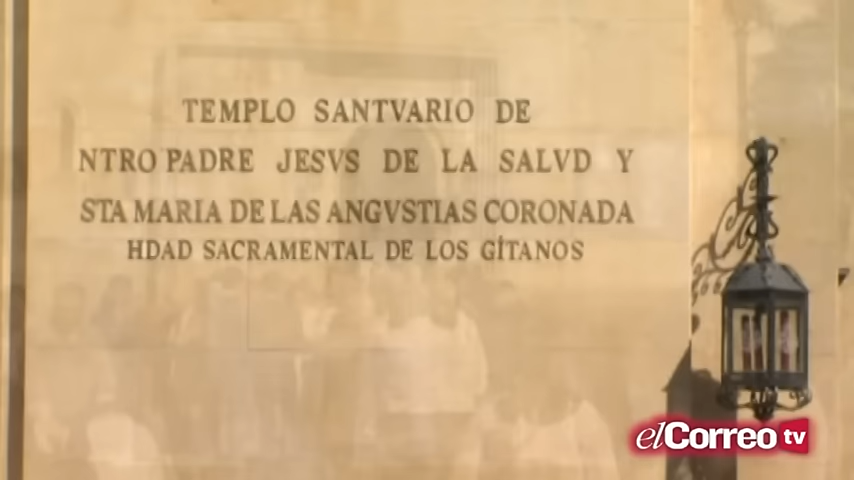 TEMPLO SANTVARIO DE
NTRO PADRE JESVS DE LA SALVD Y
STA MARIA DE LAS ANGVSTIAS CORONADA
HDAD SACRAMENTAL DE LOS GÍTANOS
elCorreo tv